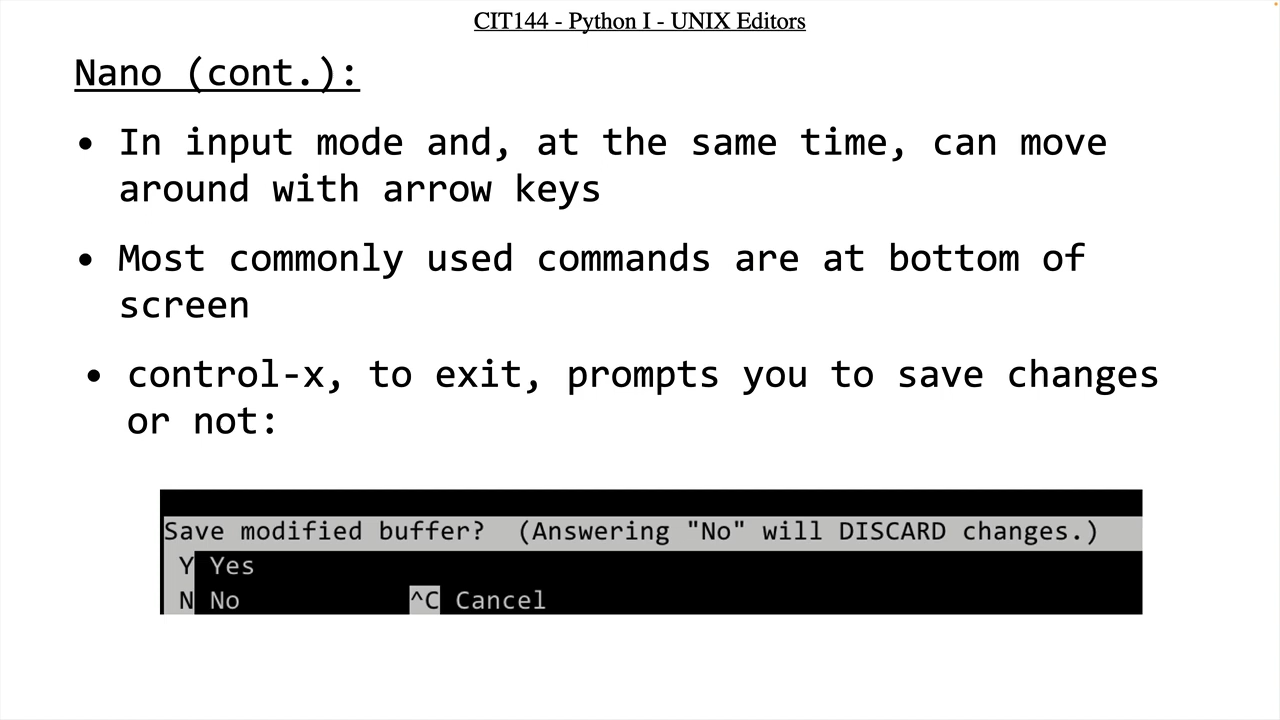 CIT144 - Python I - UNIX Editors
Nano (cont.):
• In input mode and, at the same time, can move
around with arrow keys
• Most commonly used commands are at bottom of
screen
• control-x, to exit, prompts you to save changes
or not:
Save modified buffer?  (Answering "No" will DISCARD changes.)
Y Yes
N No ^C Cancel